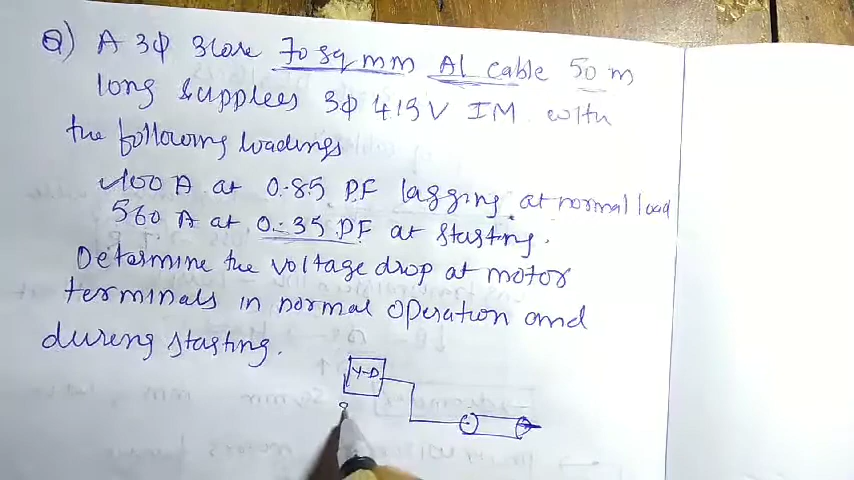 Q) A 3φ 3core 70 sq mm Al cable 50 m
long supplees 3φ 415V IM with
the following loadings
100 A at 0.85 PF lagging at normal load
560 A at 0.35 PF at starting.
Determine the voltage drop at motor
terminals in normal operation and
during starting.
Y-D